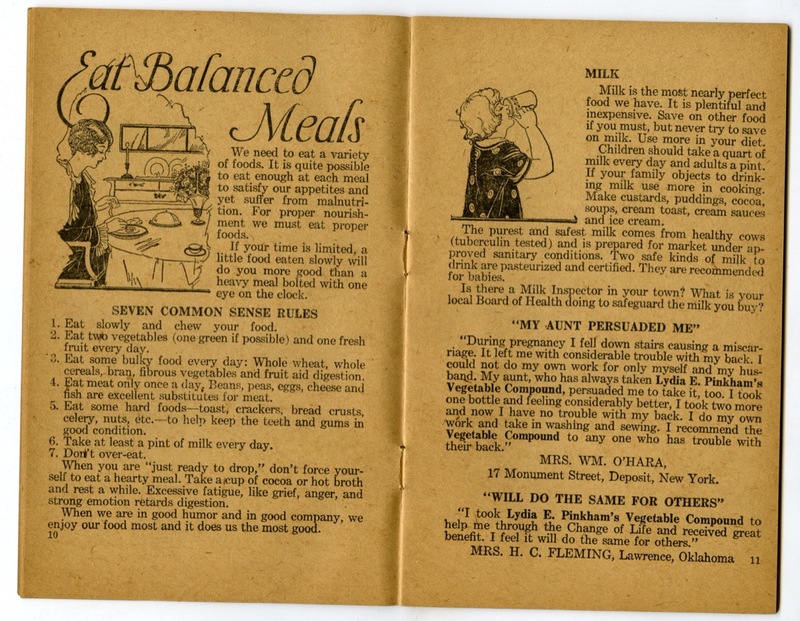 Eat Balanced
Meals
We need to eat a variety
of foods. It is quite possible
to eat enough at each meal
to satisfy our appetites and
yet suffer from malnutri-
tion. For proper nourish-
ment we must eat proper
foods.
If your time is limited, a
little food eaten slowly will
do you more good than a
heavy meal bolted with one
eye on the clock.
SEVEN COMMON SENSE RULES
1. Eat slowly and chew your food.
2. Eat two vegetables (one green if possible) and one fresh
fruit every day.
3. Eat some bulky food every day: Whole wheat, whole
cereals, bran, fibrous vegetables and fruit aid digestion.
4. Eat meat only once a day. Beans, peas, eggs, cheese and
fish are excellent substitutes for meat.
5. Eat some hard foods—toast, crackers, bread crusts,
celery, nuts, etc.—to help keep the teeth and gums in
good condition.
6. Take at least a pint of milk every day.
7. Don't over-eat.
When you are "just ready to drop," don't force your-
self to eat a hearty meal. Take a cup of cocoa or hot broth
and rest a while. Excessive fatigue, like grief, anger, and
strong emotion retards digestion.
When we are in good humor and in good company, we
enjoy our food most and it does us the most good.
10
MILK
Milk is the most nearly perfect
food we have. It is plentiful and
inexpensive. Save on other food
if you must, but never try to save
on milk. Use more in your diet.
Children should take a quart of
milk every day and adults a pint.
If your family objects to drink-
ing milk use more in cooking.
Make custards, puddings, cocoa,
soups, cream toast, cream sauces
and ice cream.
The purest and safest milk comes from healthy cows
(tuberculin tested) and is prepared for market under ap-
proved sanitary conditions. Two safe kinds of milk to
drink are pasteurized and certified. They are recommended
for babies.
Is there a Milk Inspector in your town? What is your
local Board of Health doing to safeguard the milk you buy?
"MY AUNT PERSUADED ME"
"During pregnancy I fell down stairs causing a miscar-
riage. It left me with considerable trouble with my back. I
could not do my own work for only myself and my hus-
band. My aunt, who has always taken Lydia E. Pinkham's
Vegetable Compound, persuaded me to take it, too. I took
one bottle and feeling considerably better, I took two more
and now I have no trouble with my back. I do my own
work and take in washing and sewing. I recommend the
Vegetable Compound to any one who has trouble with
their back."
MRS. WM. O'HARA,
17 Monument Street, Deposit, New York.
"WILL DO THE SAME FOR OTHERS"
"I took Lydia E. Pinkham's Vegetable Compound to
help me through the Change of Life and received great
benefit. I feel it will do the same for others."
MRS. H. C. FLEMING, Lawrence, Oklahoma
11